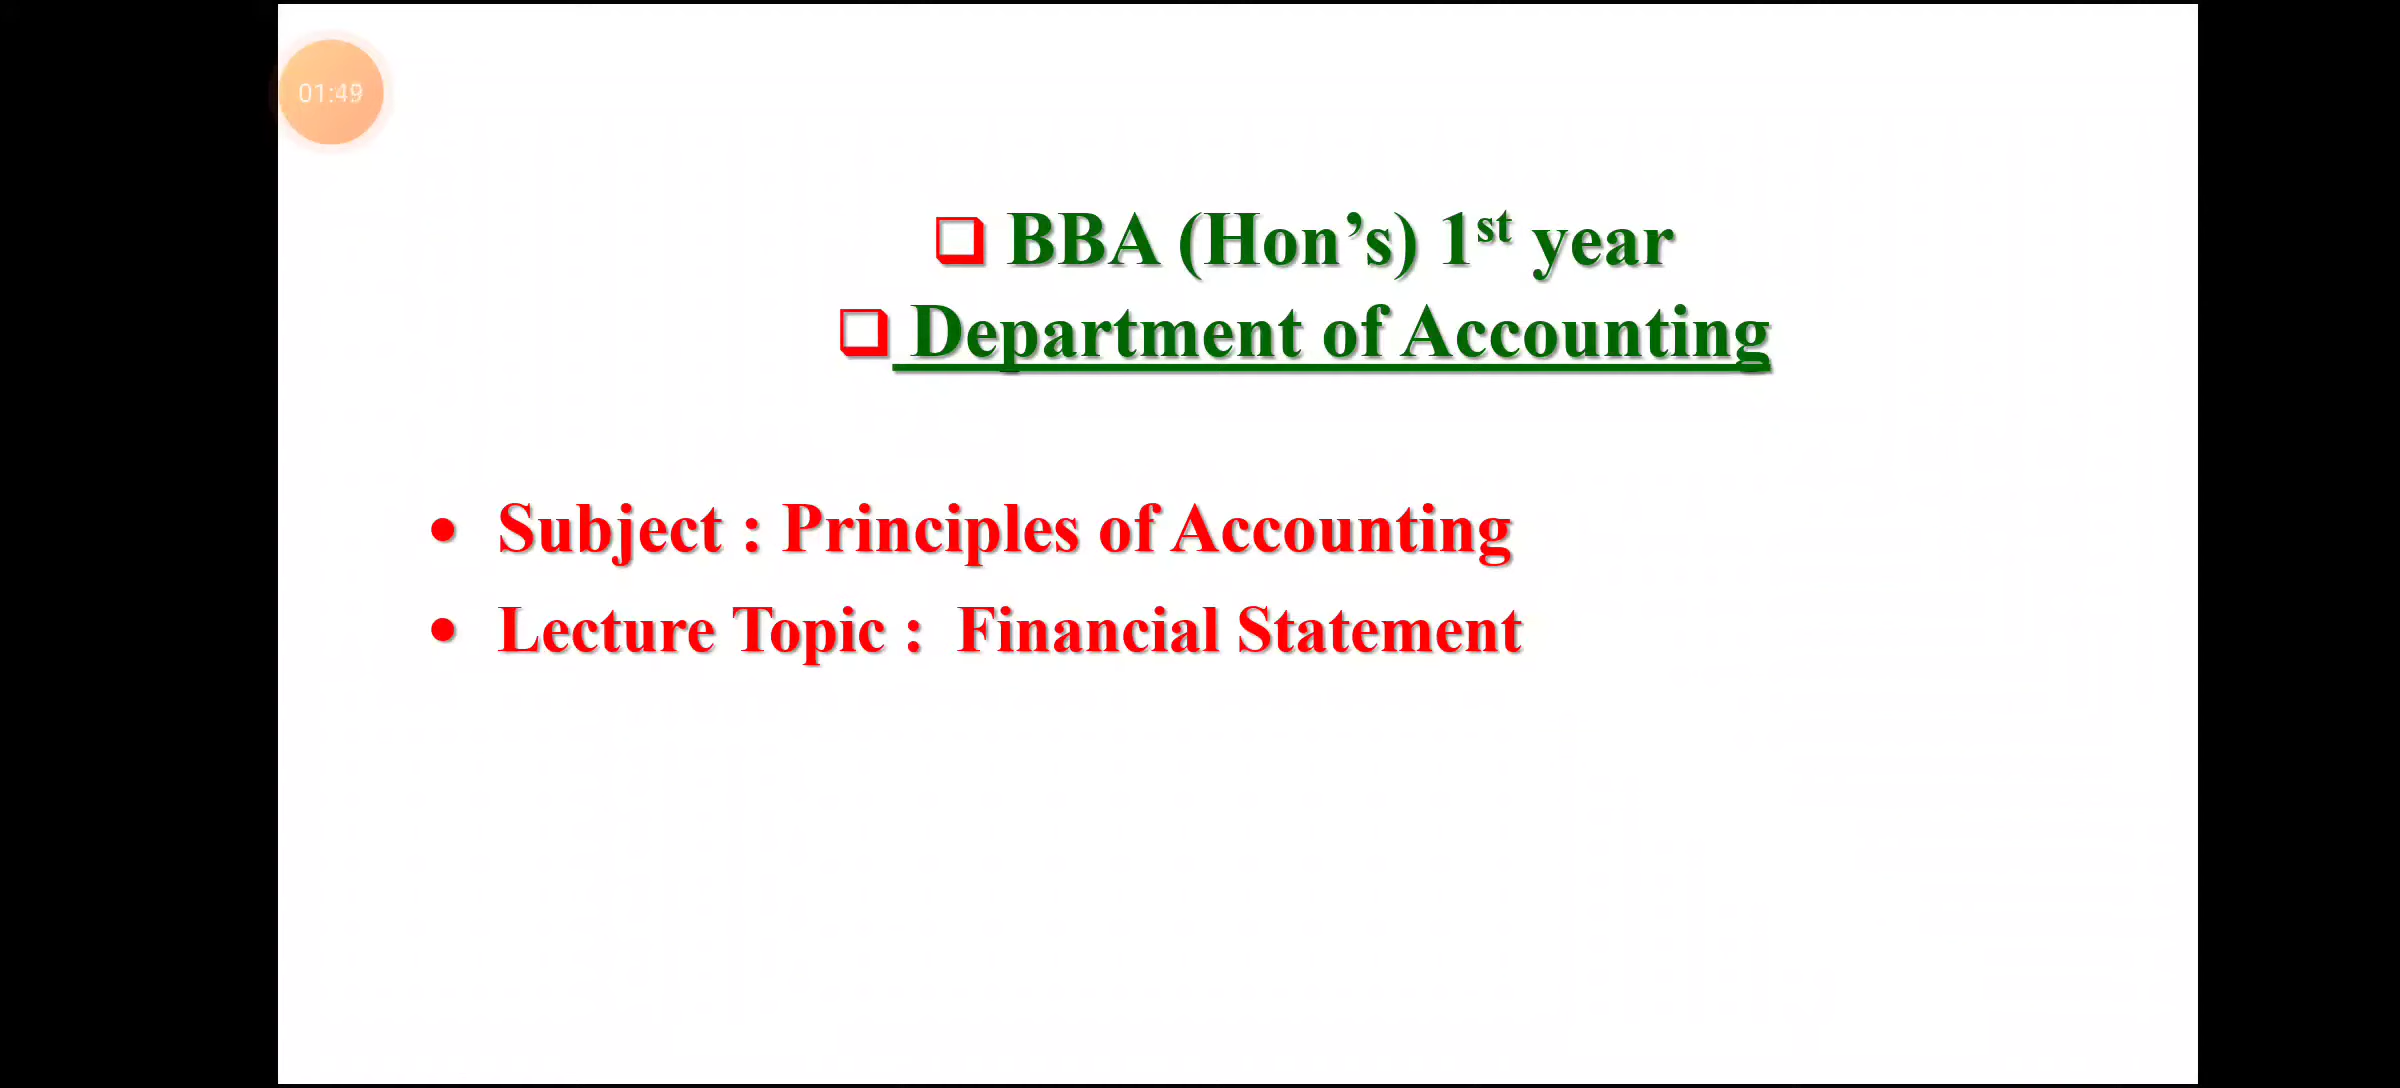 01:49
❑ BBA (Hon’s) 1st year
❑ Department of Accounting
• Subject : Principles of Accounting
• Lecture Topic : Financial Statement